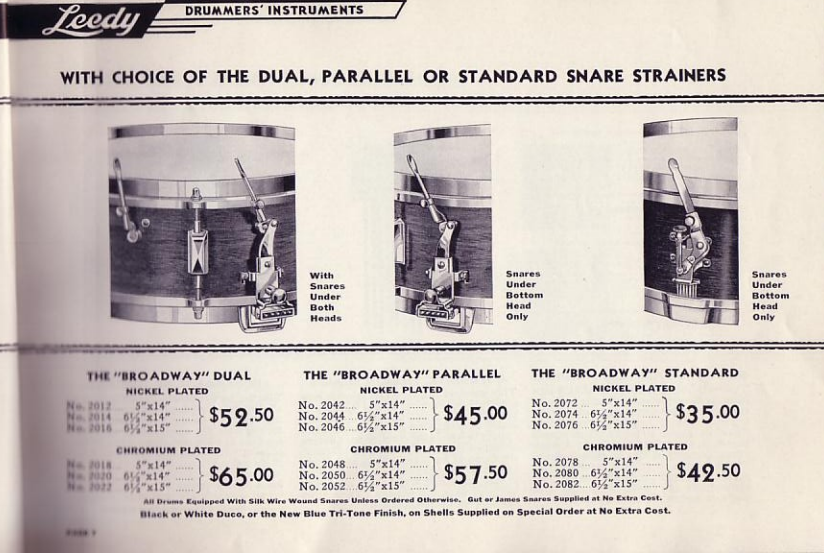 Leedy DRUMMERS' INSTRUMENTS
WITH CHOICE OF THE DUAL, PARALLEL OR STANDARD SNARE STRAINERS
With
Snares
Under
Both
Heads
Snares
Under
Bottom
Head
Only
Snares
Under
Bottom
Head
Only
THE "BROADWAY" DUAL
NICKEL PLATED
No. 2012 5"x14" ......
No. 2014 6½"x14" ......
No. 2016 6½"x15" ......
$52.50
CHROMIUM PLATED
No. 2018 5"x14" ......
No. 2020 6½"x14" ......
No. 2022 6½"x15" ......
$65.00
THE "BROADWAY" PARALLEL
NICKEL PLATED
No. 2042... 5"x14" ......
No. 2044...6½"x14" ......
No. 2046...6½"x15" ......
$45.00
CHROMIUM PLATED
No. 2048... 5"x14" ......
No. 2050...6½"x14" ......
No. 2052...6½"x15" ......
$57.50
THE "BROADWAY" STANDARD
NICKEL PLATED
No. 2072... 5"x14" ......
No. 2074...6½"x14" ......
No. 2076...6½"x15" ......
$35.00
CHROMIUM PLATED
No. 2078... 5"x14" ......
No. 2080...6½"x14" ......
No. 2082...6½"x15" ......
$42.50
All Drums Equipped With Silk Wire Wound Snares Unless Ordered Otherwise. Gut or James Snares Supplied at No Extra Cost.
Black or White Duco, or the New Blue Tri-Tone Finish, on Shells Supplied on Special Order at No Extra Cost.